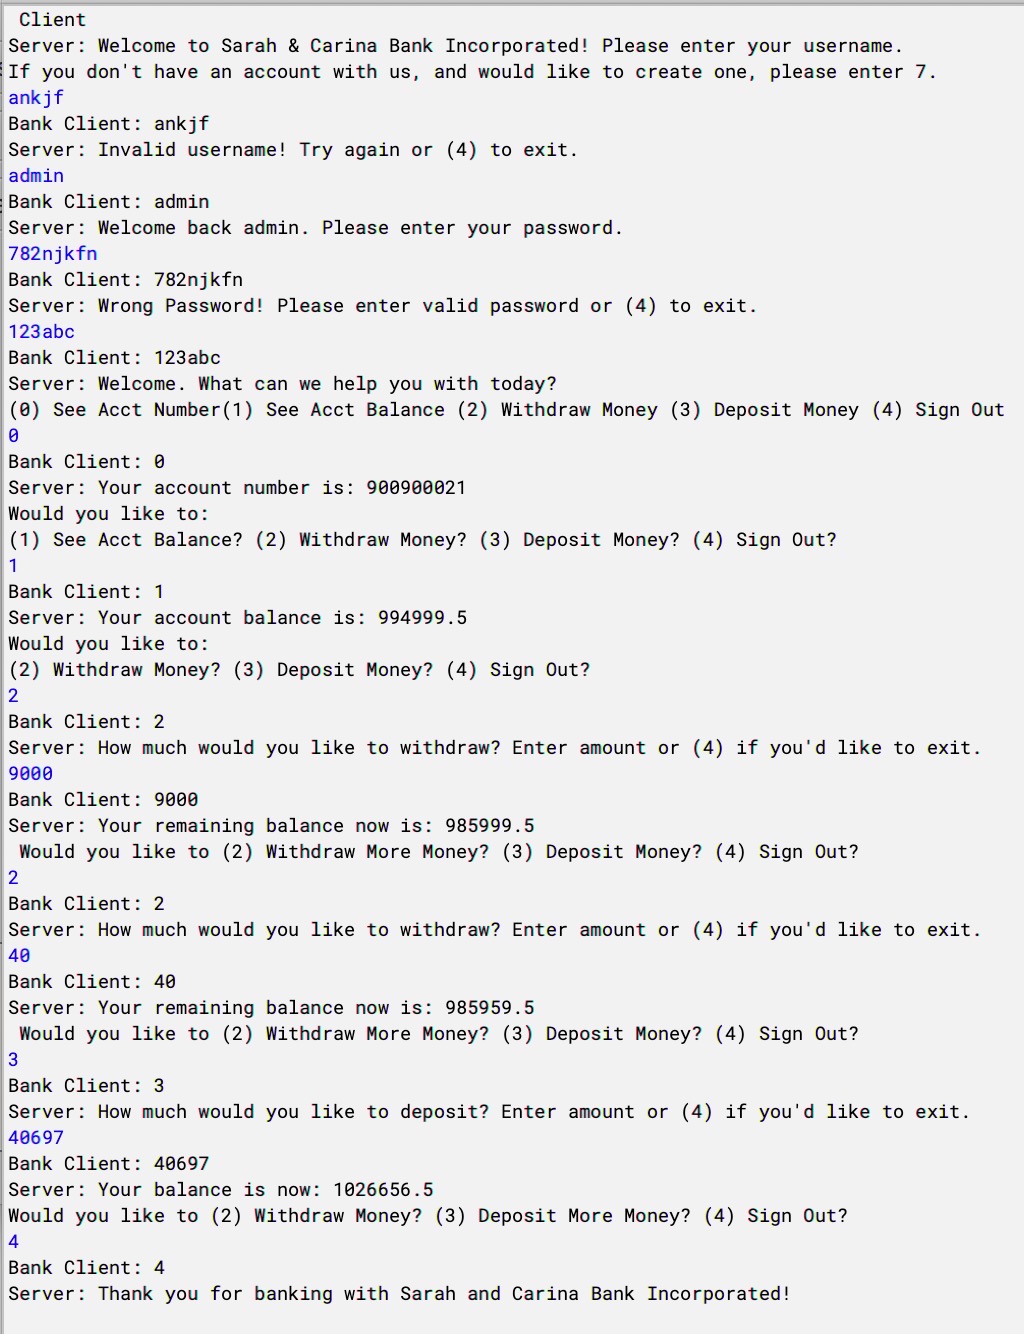 Client
Server: Welcome to Sarah & Carina Bank Incorporated! Please enter your username.
If you don't have an account with us, and would like to create one, please enter 7.
ankjf
Bank Client: ankjf
Server: Invalid username! Try again or (4) to exit.
admin
Bank Client: admin
Server: Welcome back admin. Please enter your password.
782njkfn
Bank Client: 782njkfn
Server: Wrong Password! Please enter valid password or (4) to exit.
123abc
Bank Client: 123abc
Server: Welcome. What can we help you with today?
(0) See Acct Number(1) See Acct Balance (2) Withdraw Money (3) Deposit Money (4) Sign Out
0
Bank Client: 0
Server: Your account number is: 900900021
Would you like to:
(1) See Acct Balance? (2) Withdraw Money? (3) Deposit Money? (4) Sign Out?
1
Bank Client: 1
Server: Your account balance is: 994999.5
Would you like to:
(2) Withdraw Money? (3) Deposit Money? (4) Sign Out?
2
Bank Client: 2
Server: How much would you like to withdraw? Enter amount or (4) if you'd like to exit.
9000
Bank Client: 9000
Server: Your remaining balance now is: 985999.5
Would you like to (2) Withdraw More Money? (3) Deposit Money? (4) Sign Out?
2
Bank Client: 2
Server: How much would you like to withdraw? Enter amount or (4) if you'd like to exit.
40
Bank Client: 40
Server: Your remaining balance now is: 985959.5
Would you like to (2) Withdraw More Money? (3) Deposit Money? (4) Sign Out?
3
Bank Client: 3
Server: How much would you like to deposit? Enter amount or (4) if you'd like to exit.
40697
Bank Client: 40697
Server: Your balance is now: 1026656.5
Would you like to (2) Withdraw Money? (3) Deposit More Money? (4) Sign Out?
4
Bank Client: 4
Server: Thank you for banking with Sarah and Carina Bank Incorporated!